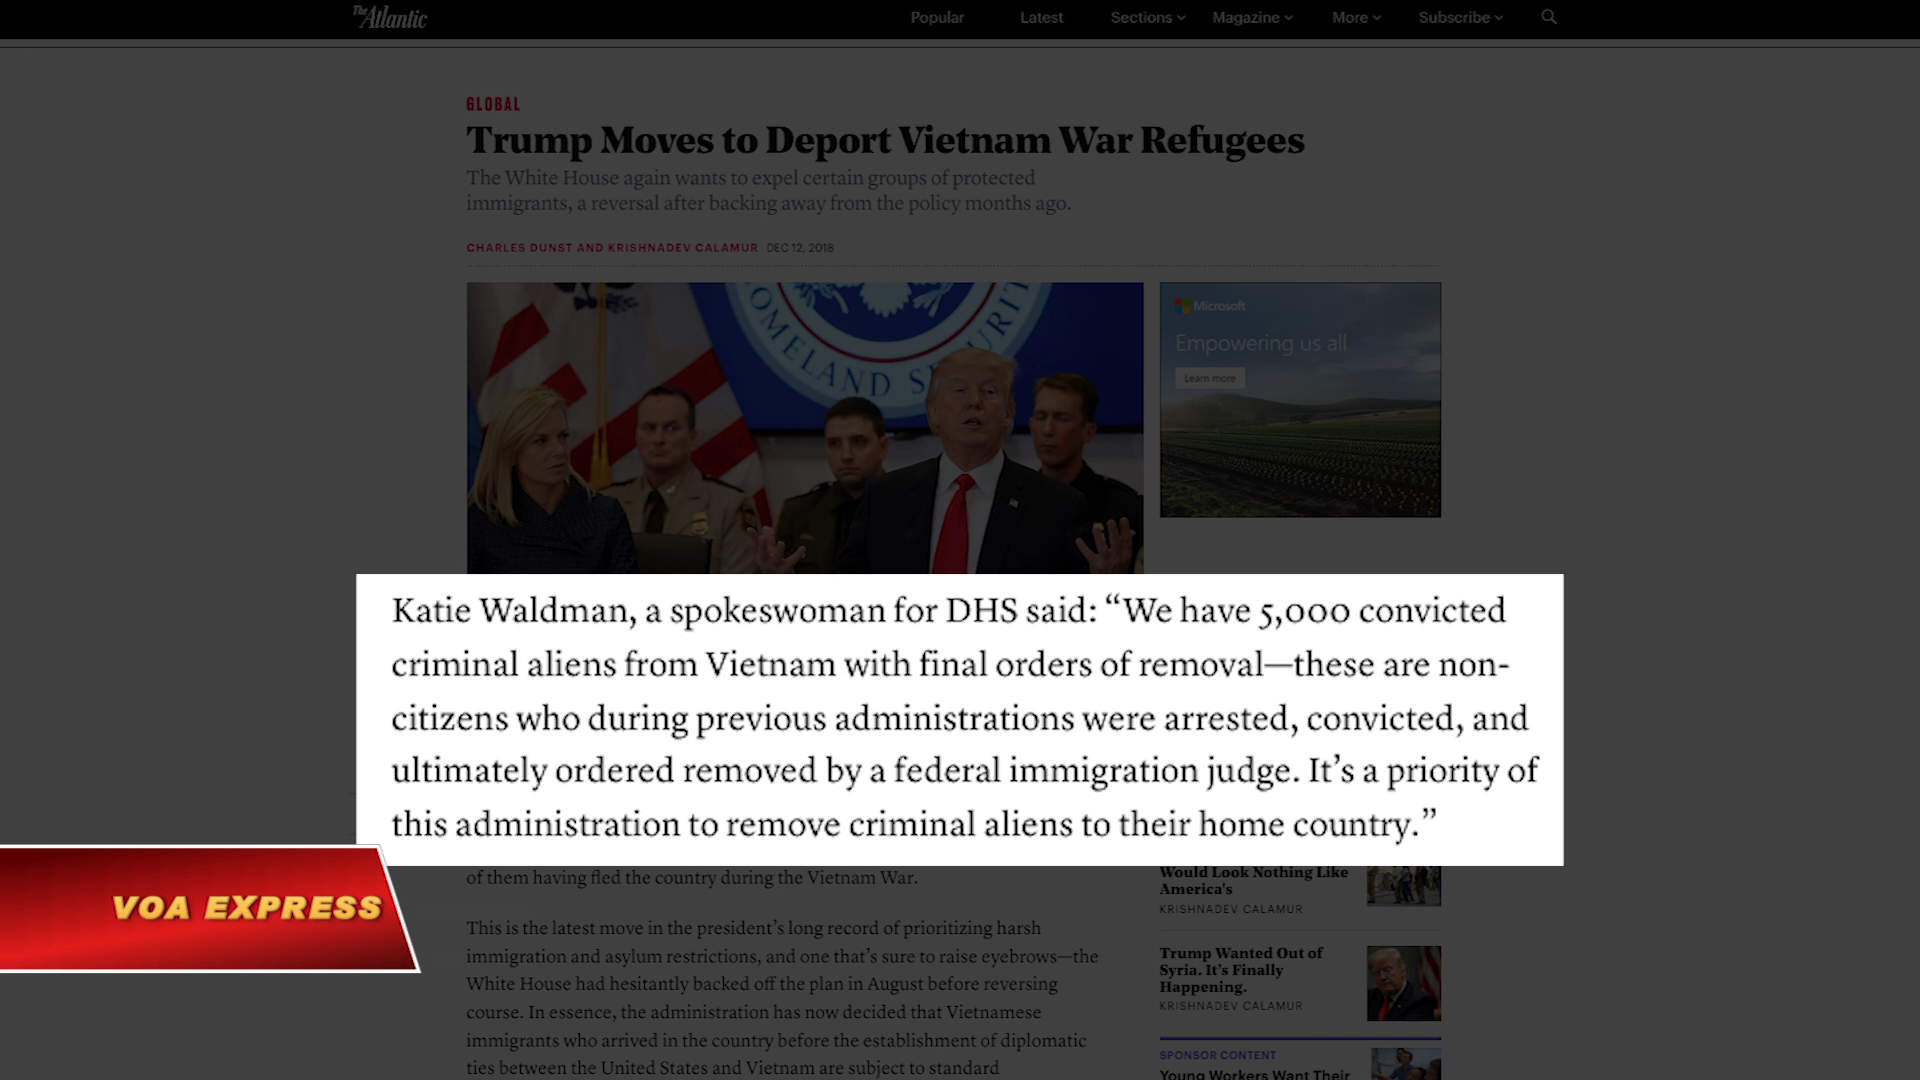 The Atlantic
Popular Latest Sections Magazine More Subscribe
GLOBAL
Trump Moves to Deport Vietnam War Refugees
The White House again wants to expel certain groups of protected
immigrants, a reversal after backing away from the policy months ago.
CHARLES DUNST AND KRISHNADEV CALAMUR DEC 12, 2018
OMELAND SECURIT
Microsoft
Empowering us all
Learn more
Katie Waldman, a spokeswoman for DHS said: “We have 5,000 convicted
criminal aliens from Vietnam with final orders of removal—these are non-
citizens who during previous administrations were arrested, convicted, and
ultimately ordered removed by a federal immigration judge. It’s a priority of
this administration to remove criminal aliens to their home country.”
VOA EXPRESS
of them having fled the country during the Vietnam War.
This is the latest move in the president’s long record of prioritizing harsh
immigration and asylum restrictions, and one that’s sure to raise eyebrows—the
White House had hesitantly backed off the plan in August before reversing
course. In essence, the administration has now decided that Vietnamese
immigrants who arrived in the country before the establishment of diplomatic
ties between the United States and Vietnam are subject to standard
Would Look Nothing Like
America's
KRISHNADEV CALAMUR
Trump Wanted Out of
Syria. It’s Finally
Happening.
KRISHNADEV CALAMUR
SPONSOR CONTENT
Young Workers Want Their